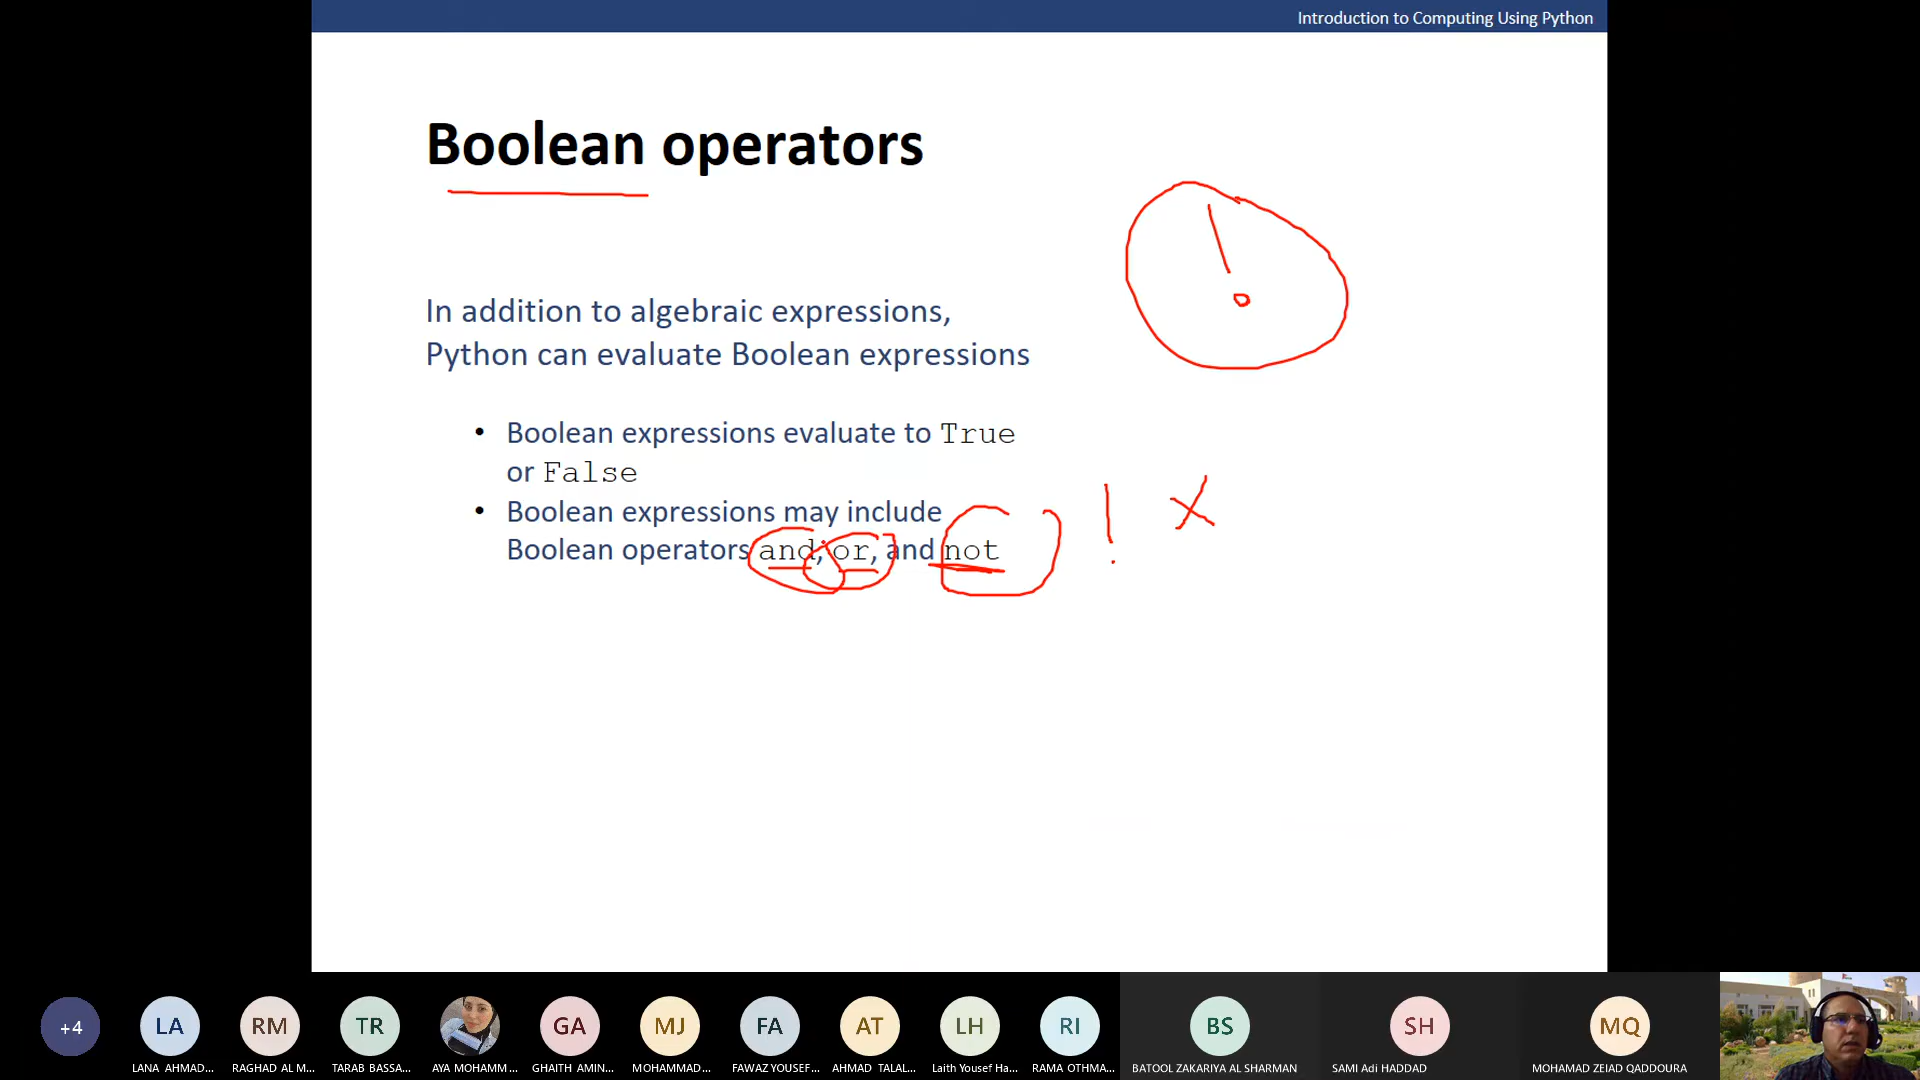 Introduction to Computing Using Python
Boolean operators
In addition to algebraic expressions,
Python can evaluate Boolean expressions
• Boolean expressions evaluate to True
or False
• Boolean expressions may include
Boolean operators and, or, and not
! X
!
+4
LA
RM
TR
GA
MJ
FA
AT
LH
RI
BS
SH
MQ
LANA AHMAD...
RAGHAD AL M...
TARAB BASSA...
AYA MOHAMM...
GHAITH AMIN...
MOHAMMAD...
FAWAZ YOUSEF...
AHMAD TALAL...
Laith Yousef Ha...
RAMA OTHMA...
BATOOL ZAKARIYA AL SHARMAN
SAMI Adi HADDAD
MOHAMAD ZEIAD QADDOURA